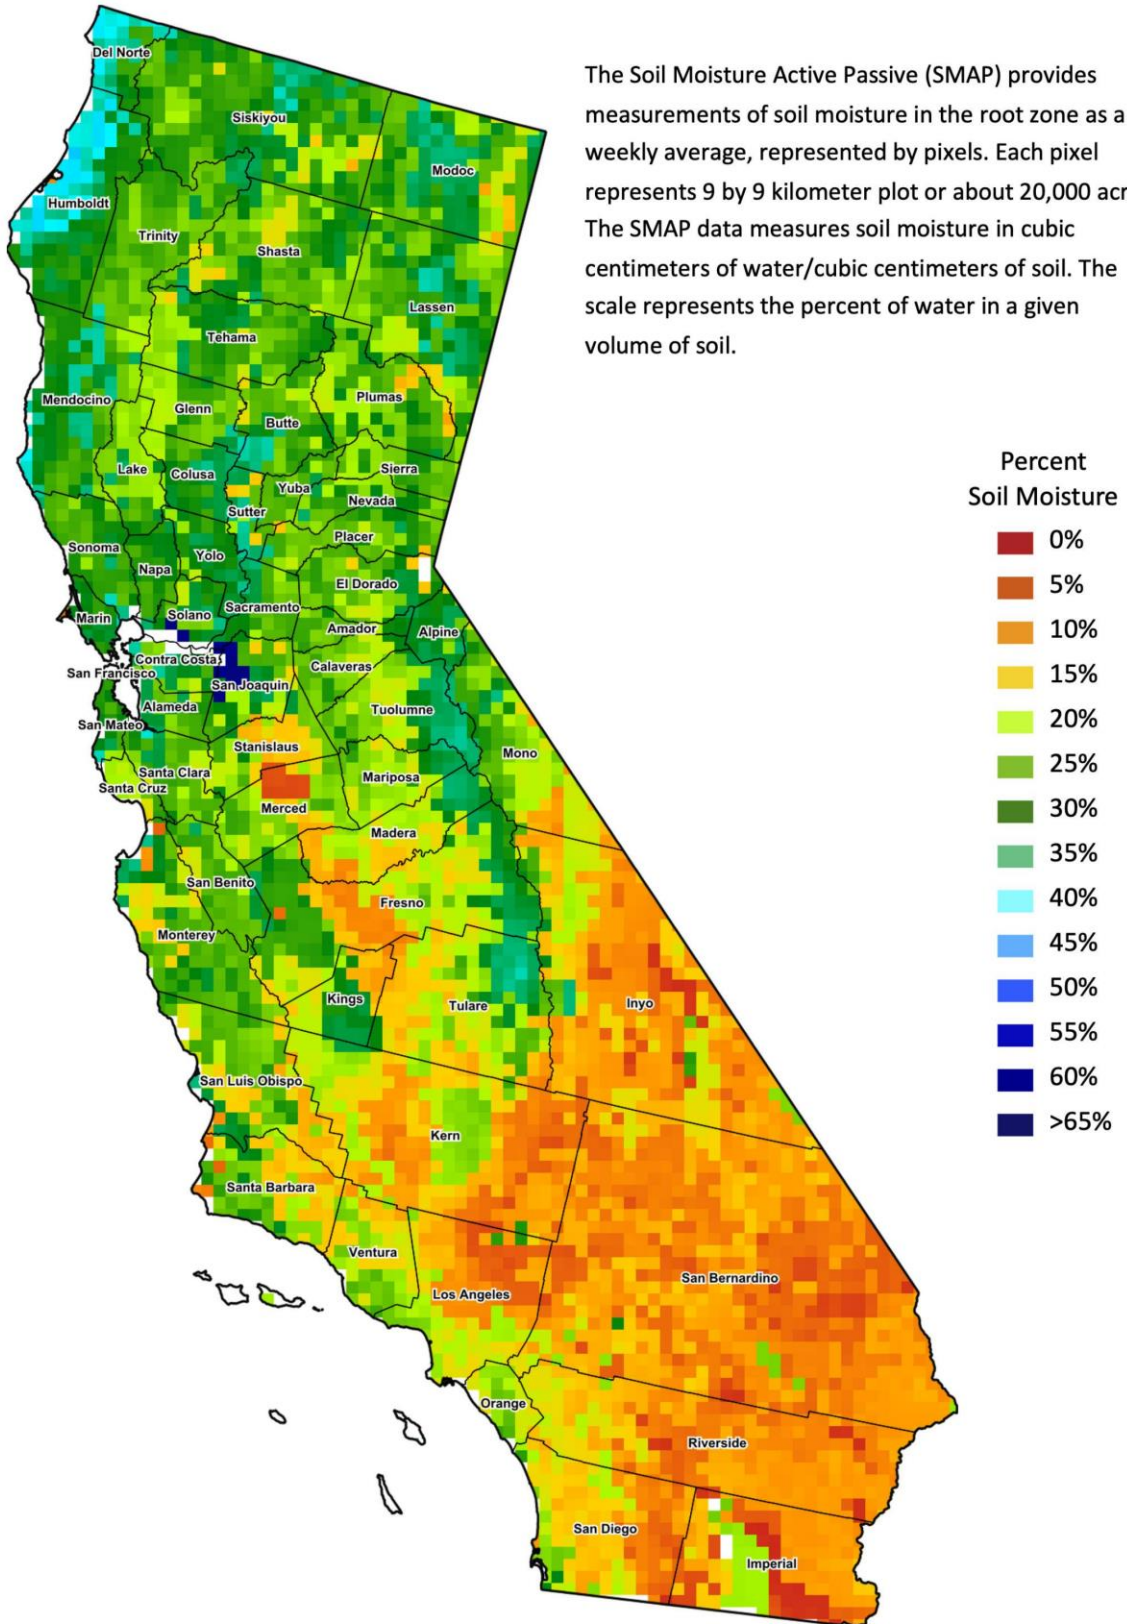 The Soil Moisture Active Passive (SMAP) provides
measurements of soil moisture in the root zone as a
weekly average, represented by pixels. Each pixel
represents 9 by 9 kilometer plot or about 20,000 acr
The SMAP data measures soil moisture in cubic
centimeters of water/cubic centimeters of soil. The
scale represents the percent of water in a given
volume of soil.
Del Norte
Siskiyou
Modoc
Humboldt
Trinity
Shasta
Lassen
Tehama
Mendocino
Glenn
Plumas
Butte
Lake
Colusa
Sierra
Yuba
Nevada
Sutter
Placer
Sonoma
Napa
Yolo
El Dorado
Marin
Solano
Sacramento
Amador
Alpine
Contra Costa
Calaveras
San Francisco
San Joaquin
Alameda
Tuolumne
San Mateo
Stanislaus
Mono
Santa Clara
Mariposa
Santa Cruz
Merced
Madera
San Benito
Fresno
Monterey
Kings
Tulare
Inyo
San Luis Obispo
Kern
Santa Barbara
Ventura
San Bernardino
Los Angeles
Orange
Riverside
San Diego
Imperial
Percent
Soil Moisture
0%
5%
10%
15%
20%
25%
30%
35%
40%
45%
50%
55%
60%
>65%